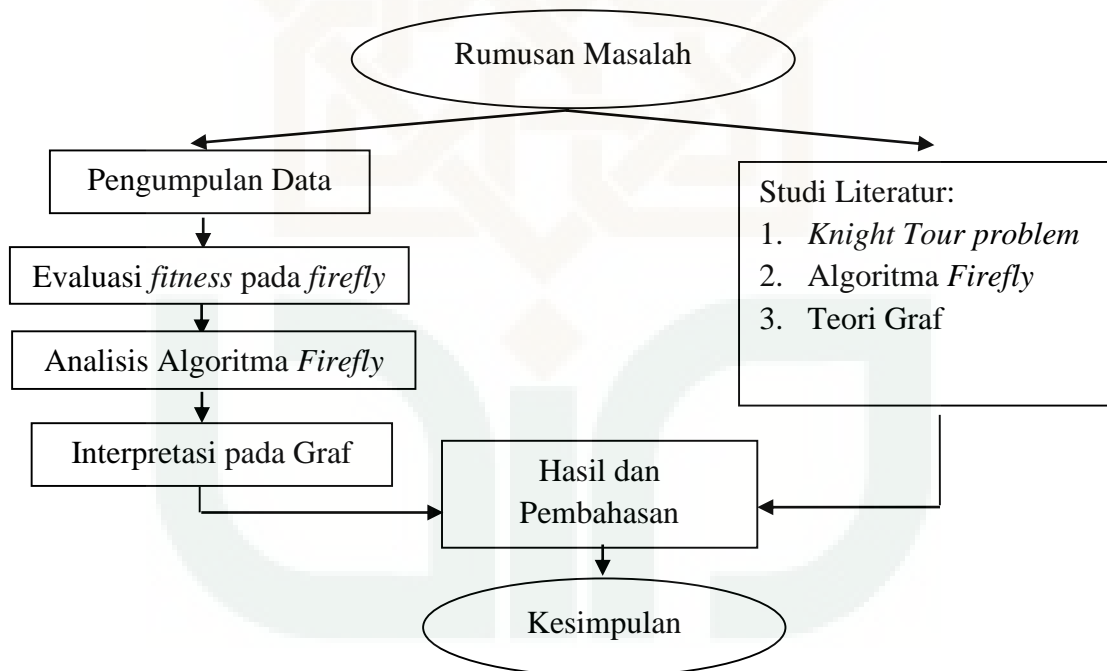 Rumusan Masalah
Pengumpulan Data
Evaluasi fitness pada firefly
Analisis Algoritma Firefly
Interpretasi pada Graf
Studi Literatur:
1. Knight Tour problem
2. Algoritma Firefly
3. Teori Graf
Hasil dan
Pembahasan
Kesimpulan